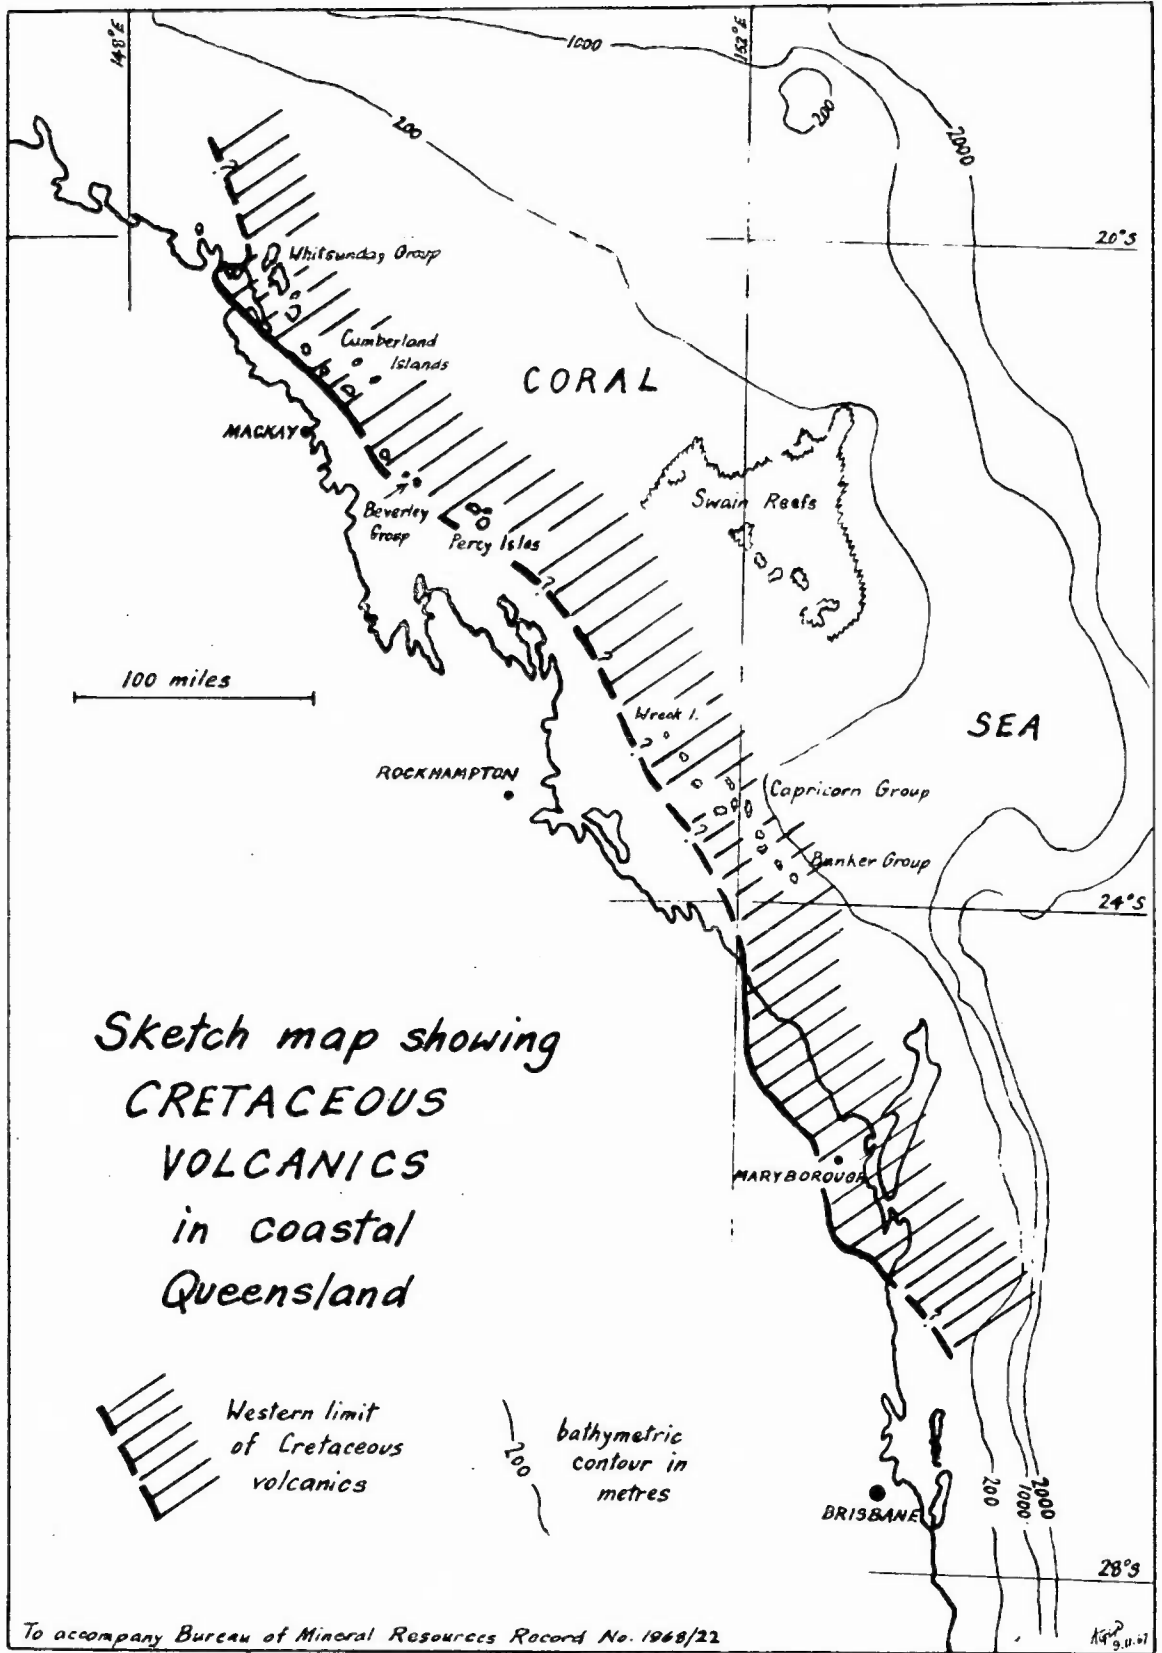 148°E
152°E
1000
200
200
2000
20°S
Whitsunday Group
Cumberland
Islands
CORAL
MACKAY
Swain Reefs
Beverley
Group
Percy Isles
?
?
?
?
?
100 miles
Wreck I.
SEA
ROCKHAMPTON
Capricorn Group
Bunker Group
24°S
Sketch map showing
CRETACEOUS
VOLCANICS
in coastal
Queensland
MARYBOROUGH
?
Western limit
of Cretaceous
volcanics
200
bathymetric
contour in
metres
200
1000
2000
BRISBANE
28°S
To accompany Bureau of Mineral Resources Record No. 1968/22
9.11.67